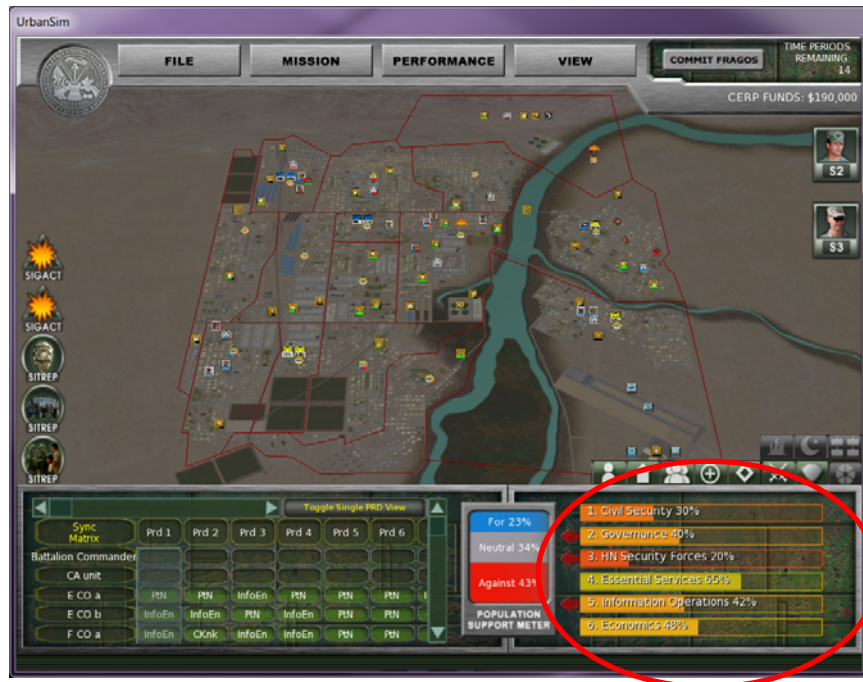 UrbanSim
FILE
MISSION
PERFORMANCE
VIEW
COMMIT FRAGOS
TIME PERIODS
REMAINING:
14
CERP FUNDS: $190,000
S2
S3
SIGACT
SIGACT
SITREP
SITREP
SITREP
Toggle Single PRD View
Sync
Matrix
Prd 1 Prd 2 Prd 3 Prd 4 Prd 5 Prd 6
Battalion Commander
CA unit
E CO a PtN PtN InfoEn PtN PtN PtN
E CO b InfoEn InfoEn PtN InfoEn PtN InfoEn
F CO a InfoEn CKnk InfoEn InfoEn PtN PtN
For 23%
Neutral 34%
Against 43%
POPULATION
SUPPORT METER
1. Civil Security 30%
2. Governance 40%
3. HN Security Forces 20%
4. Essential Services 65%
5. Information Operations 42%
6. Economics 48%